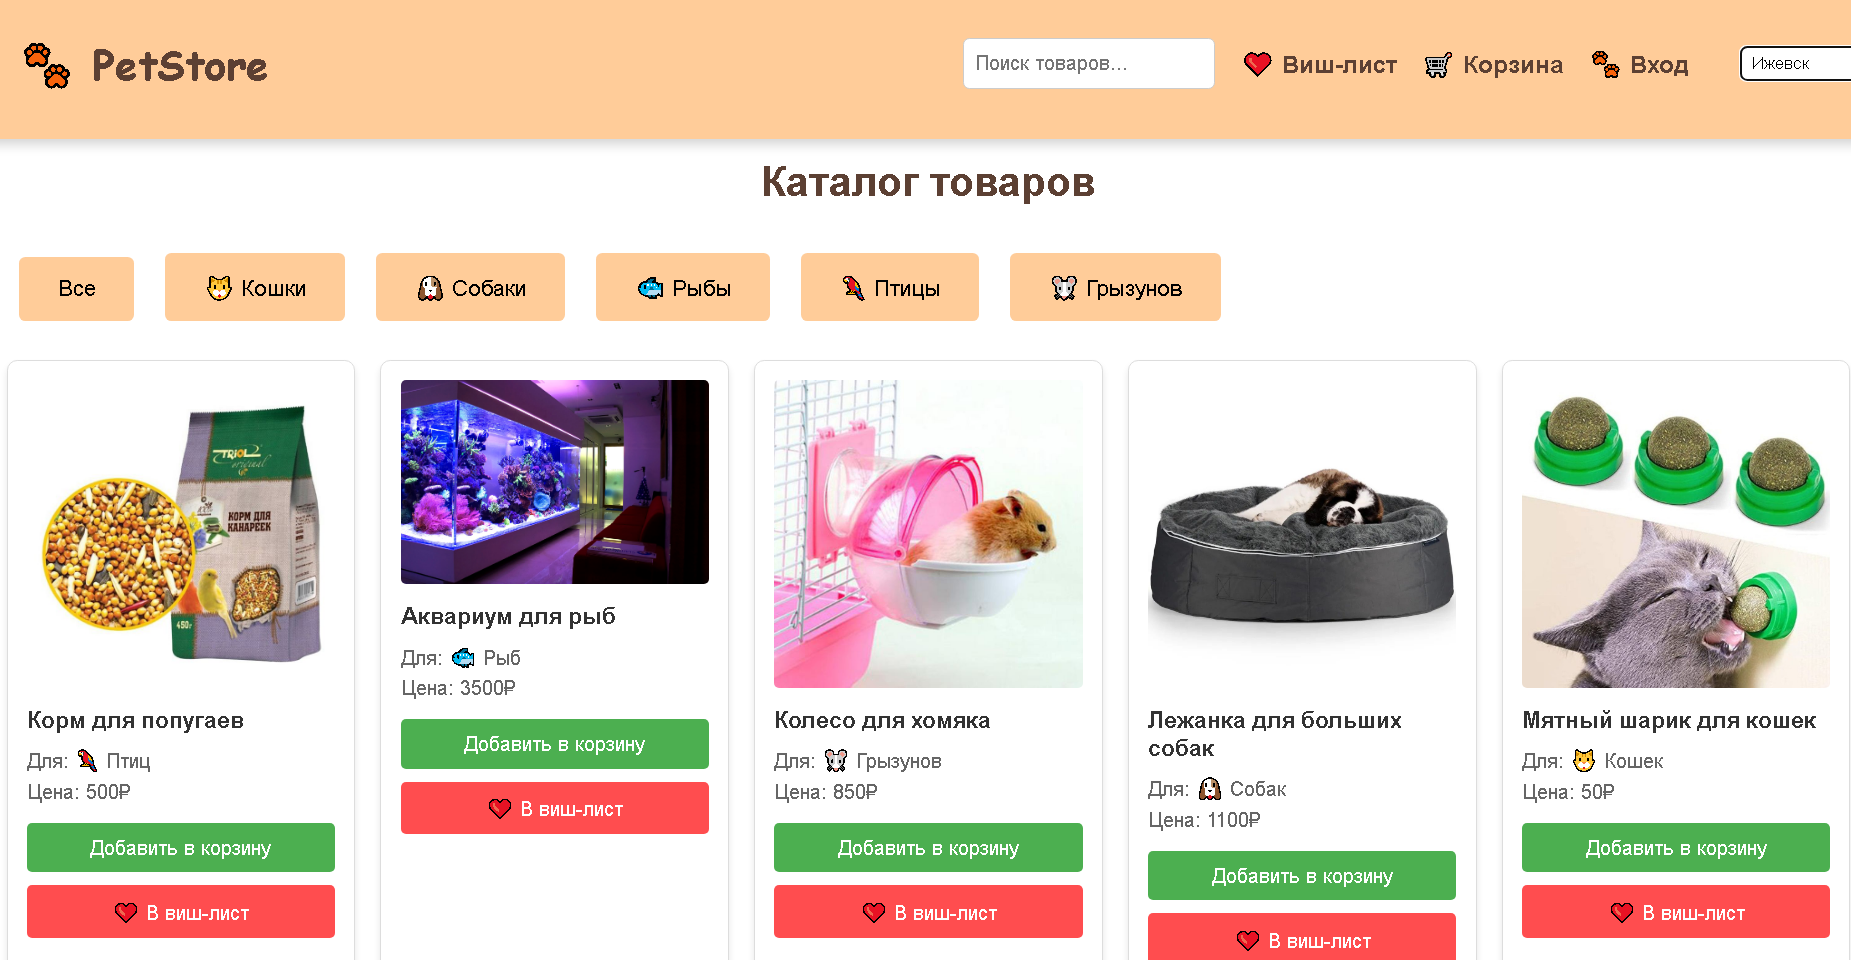 PetStore
Поиск товаров...
Виш-лист
Корзина
Вход
Ижевск
Каталог товаров
Все
Кошки
Собаки
Рыбы
Птицы
Грызунов
TRIOL
original
КОРМ ДЛЯ
КАНАРЕЕК
450г
Корм для попугаев
Для: Птиц
Цена: 500₽
Добавить в корзину
В виш-лист
Аквариум для рыб
Для: Рыб
Цена: 3500₽
Добавить в корзину
В виш-лист
Колесо для хомяка
Для: Грызунов
Цена: 850₽
Добавить в корзину
В виш-лист
Лежанка для больших
собак
Для: Собак
Цена: 1100₽
Добавить в корзину
В виш-лист
Мятный шарик для кошек
Для: Кошек
Цена: 50₽
Добавить в корзину
В виш-лист